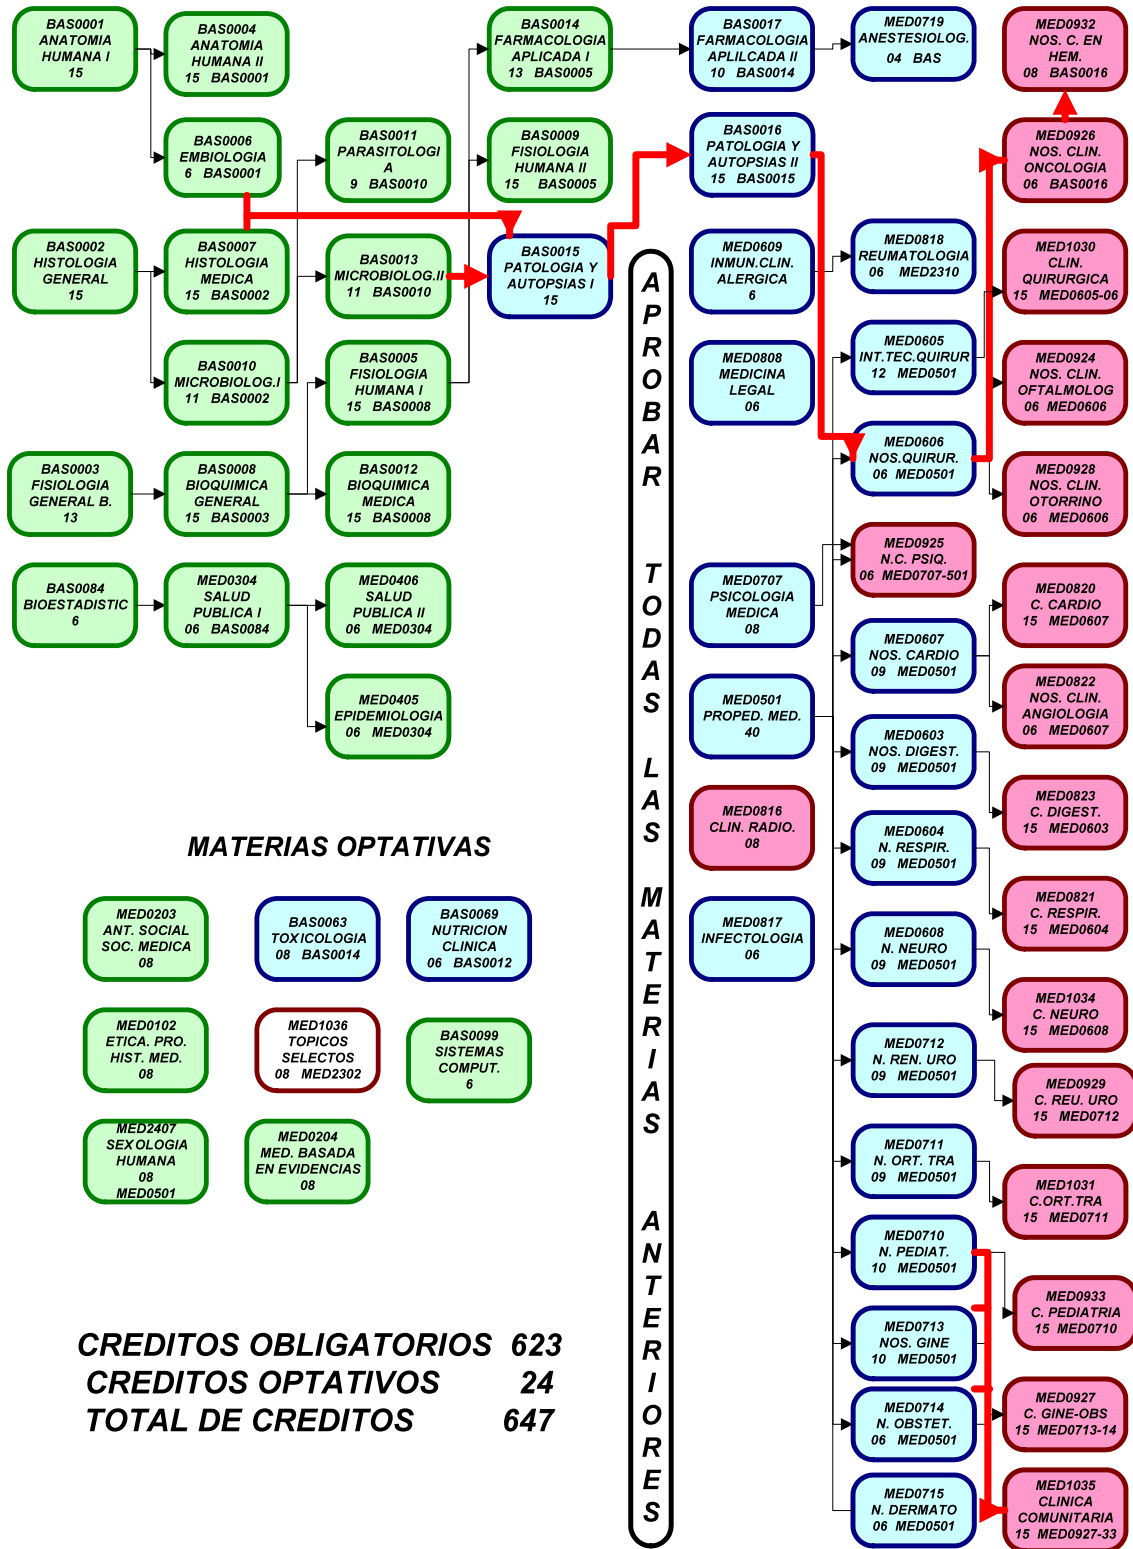 BAS0001
ANATOMIA
HUMANA I
15
BAS0004
ANATOMIA
HUMANA II
15 BAS0001
BAS0014
FARMACOLOGIA
APLICADA I
13 BAS0005
BAS0017
FARMACOLOGIA
APLILCADA II
10 BAS0014
MED0719
ANESTESIOLOG.
04 BAS
MED0932
NOS. C. EN
HEM.
08 BAS0016
BAS0006
EMBIOLOGIA
6 BAS0001
BAS0011
PARASITOLOGI
A
9 BAS0010
BAS0009
FISIOLOGIA
HUMANA II
15 BAS0005
BAS0016
PATOLOGIA Y
AUTOPSIAS II
15 BAS0015
MED0926
NOS. CLIN.
ONCOLOGIA
06 BAS0016
BAS0002
HISTOLOGIA
GENERAL
15
BAS0007
HISTOLOGIA
MEDICA
15 BAS0002
BAS0013
MICROBIOLOG.II
11 BAS0010
BAS0015
PATOLOGIA Y
AUTOPSIAS I
15
MED0609
INMUN.CLIN.
ALERGICA
6
MED0818
REUMATOLOGIA
06 MED2310
MED1030
CLIN.
QUIRURGICA
15 MED0605-06
BAS0010
MICROBIOLOG.I
11 BAS0002
BAS0005
FISIOLOGIA
HUMANA I
15 BAS0008
MED0808
MEDICINA
LEGAL
06
MED0605
INT.TEC.QUIRUR
12 MED0501
MED0924
NOS. CLIN.
OFTALMOLOG
06 MED0606
BAS0003
FISIOLOGIA
GENERAL B.
13
BAS0008
BIOQUIMICA
GENERAL
15 BAS0003
BAS0012
BIOQUIMICA
MEDICA
15 BAS0008
MED0606
NOS.QUIRUR.
06 MED0501
MED0928
NOS. CLIN.
OTORRINO
06 MED0606
MED0925
N.C. PSIQ.
06 MED0707-501
BAS0084
BIOESTADISTIC
6
MED0304
SALUD
PUBLICA I
06 BAS0084
MED0406
SALUD
PUBLICA II
06 MED0304
MED0707
PSICOLOGIA
MEDICA
08
MED0607
NOS. CARDIO
09 MED0501
MED0820
C. CARDIO
15 MED0607
MED0405
EPIDEMIOLOGIA
06 MED0304
MED0501
PROPED. MED.
40
MED0822
NOS. CLIN.
ANGIOLOGIA
06 MED0607
MED0603
NOS. DIGEST.
09 MED0501
MED0823
C. DIGEST.
15 MED0603
MED0816
CLIN. RADIO.
08
MED0604
N. RESPIR.
09 MED0501
MED0821
C. RESPIR.
15 MED0604
MED0817
INFECTOLOGIA
06
MED0608
N. NEURO
09 MED0501
MED1034
C. NEURO
15 MED0608
MED0712
N. REN. URO
09 MED0501
MED0929
C. REU. URO
15 MED0712
MED0711
N. ORT. TRA
09 MED0501
MED1031
C.ORT.TRA
15 MED0711
MED0710
N. PEDIAT.
10 MED0501
MED0933
C. PEDIATRIA
15 MED0710
MED0713
NOS. GINE
10 MED0501
MED0714
N. OBSTET.
06 MED0501
MED0927
C. GINE-OBS
15 MED0713-14
MED0715
N. DERMATO
06 MED0501
MED1035
CLINICA
COMUNITARIA
15 MED0927-33
APROBAR TODAS LAS MATERIAS ANTERIORES
MATERIAS OPTATIVAS
MED0203
ANT. SOCIAL
SOC. MEDICA
08
BAS0063
TOXICOLOGIA
08 BAS0014
BAS0069
NUTRICION
CLINICA
06 BAS0012
MED0102
ETICA. PRO.
HIST. MED.
08
MED1036
TOPICOS
SELECTOS
08 MED2302
BAS0099
SISTEMAS
COMPUT.
6
MED2407
SEXOLOGIA
HUMANA
08
MED0501
MED0204
MED. BASADA
EN EVIDENCIAS
08
CREDITOS OBLIGATORIOS 623
CREDITOS OPTATIVOS 24
TOTAL DE CREDITOS 647